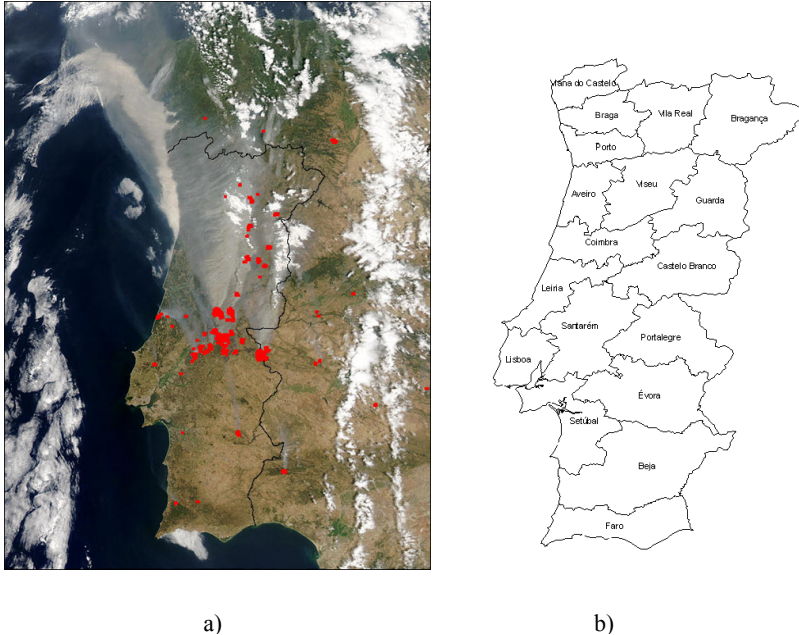 Viana do Castelo
Braga
Vila Real
Bragança
Porto
Aveiro
Viseu
Guarda
Coimbra
Castelo Branco
Leiria
Santarém
Portalegre
Lisboa
Évora
Setúbal
Beja
Faro
a)
b)